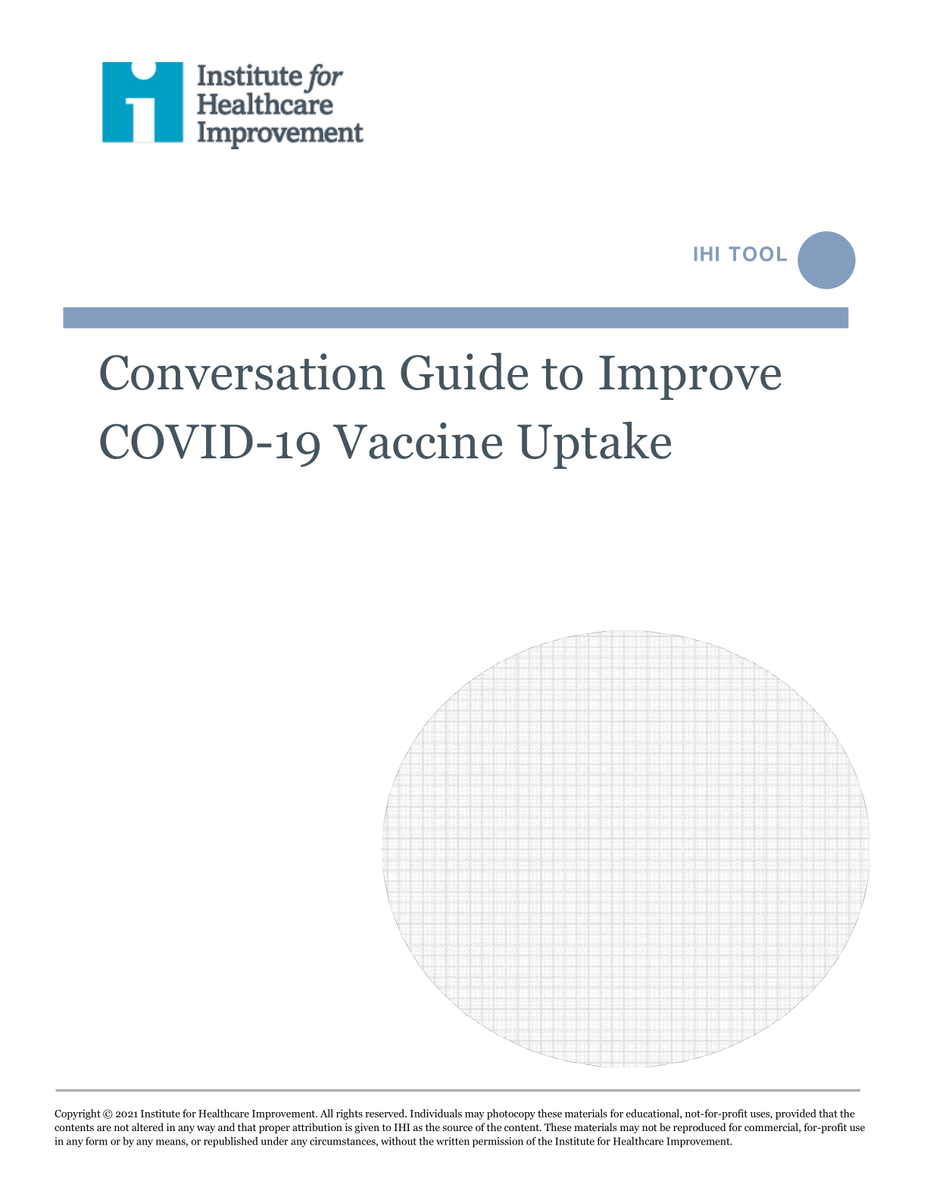 Institute for
Healthcare
Improvement
IHI TOOL
Conversation Guide to Improve
COVID-19 Vaccine Uptake
Copyright © 2021 Institute for Healthcare Improvement. All rights reserved. Individuals may photocopy these materials for educational, not-for-profit uses, provided that the
contents are not altered in any way and that proper attribution is given to IHI as the source of the content. These materials may not be reproduced for commercial, for-profit use
in any form or by any means, or republished under any circumstances, without the written permission of the Institute for Healthcare Improvement.